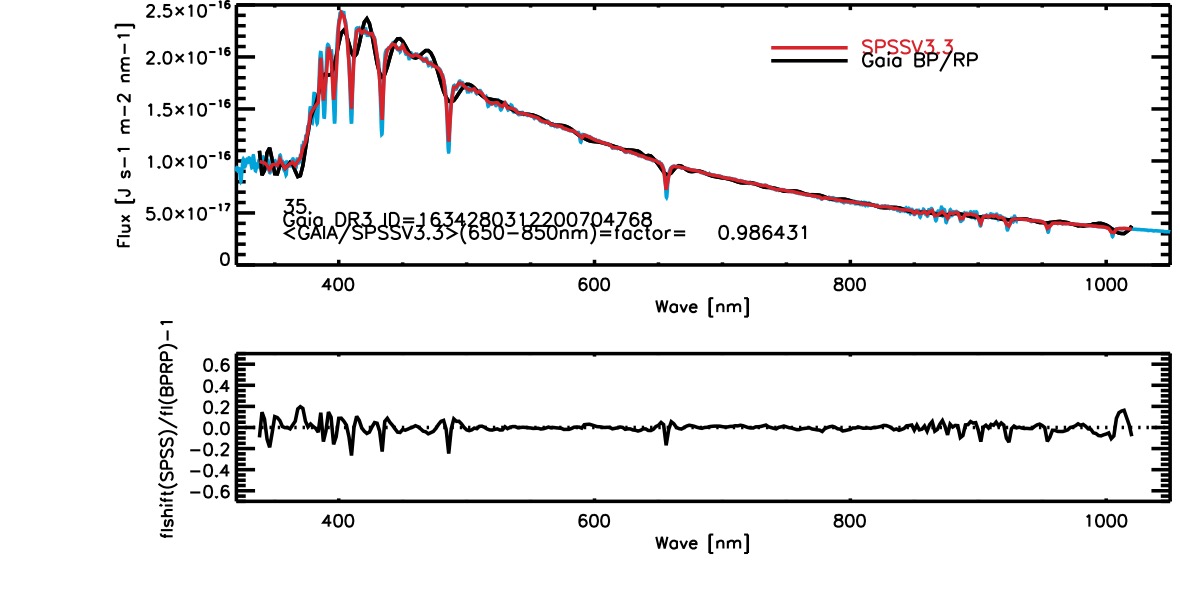 2.5×10−16
2.0×10−16
1.5×10−16
1.0×10−16
5.0×10−17
0
Flux [J s−1 m−2 nm−1]
SPSSV3.3
Gaia BP/RP
35.
Gaia DR3 ID=1634280312200704768
<GAIA/SPSSV3.3>(650−850nm)=factor= 0.986431
400 600 800 1000
Wave [nm]
0.6
0.4
0.2
0.0
−0.2
−0.4
−0.6
flshift(SPSS)/fl(BPRP)−1
400 600 800 1000
Wave [nm]